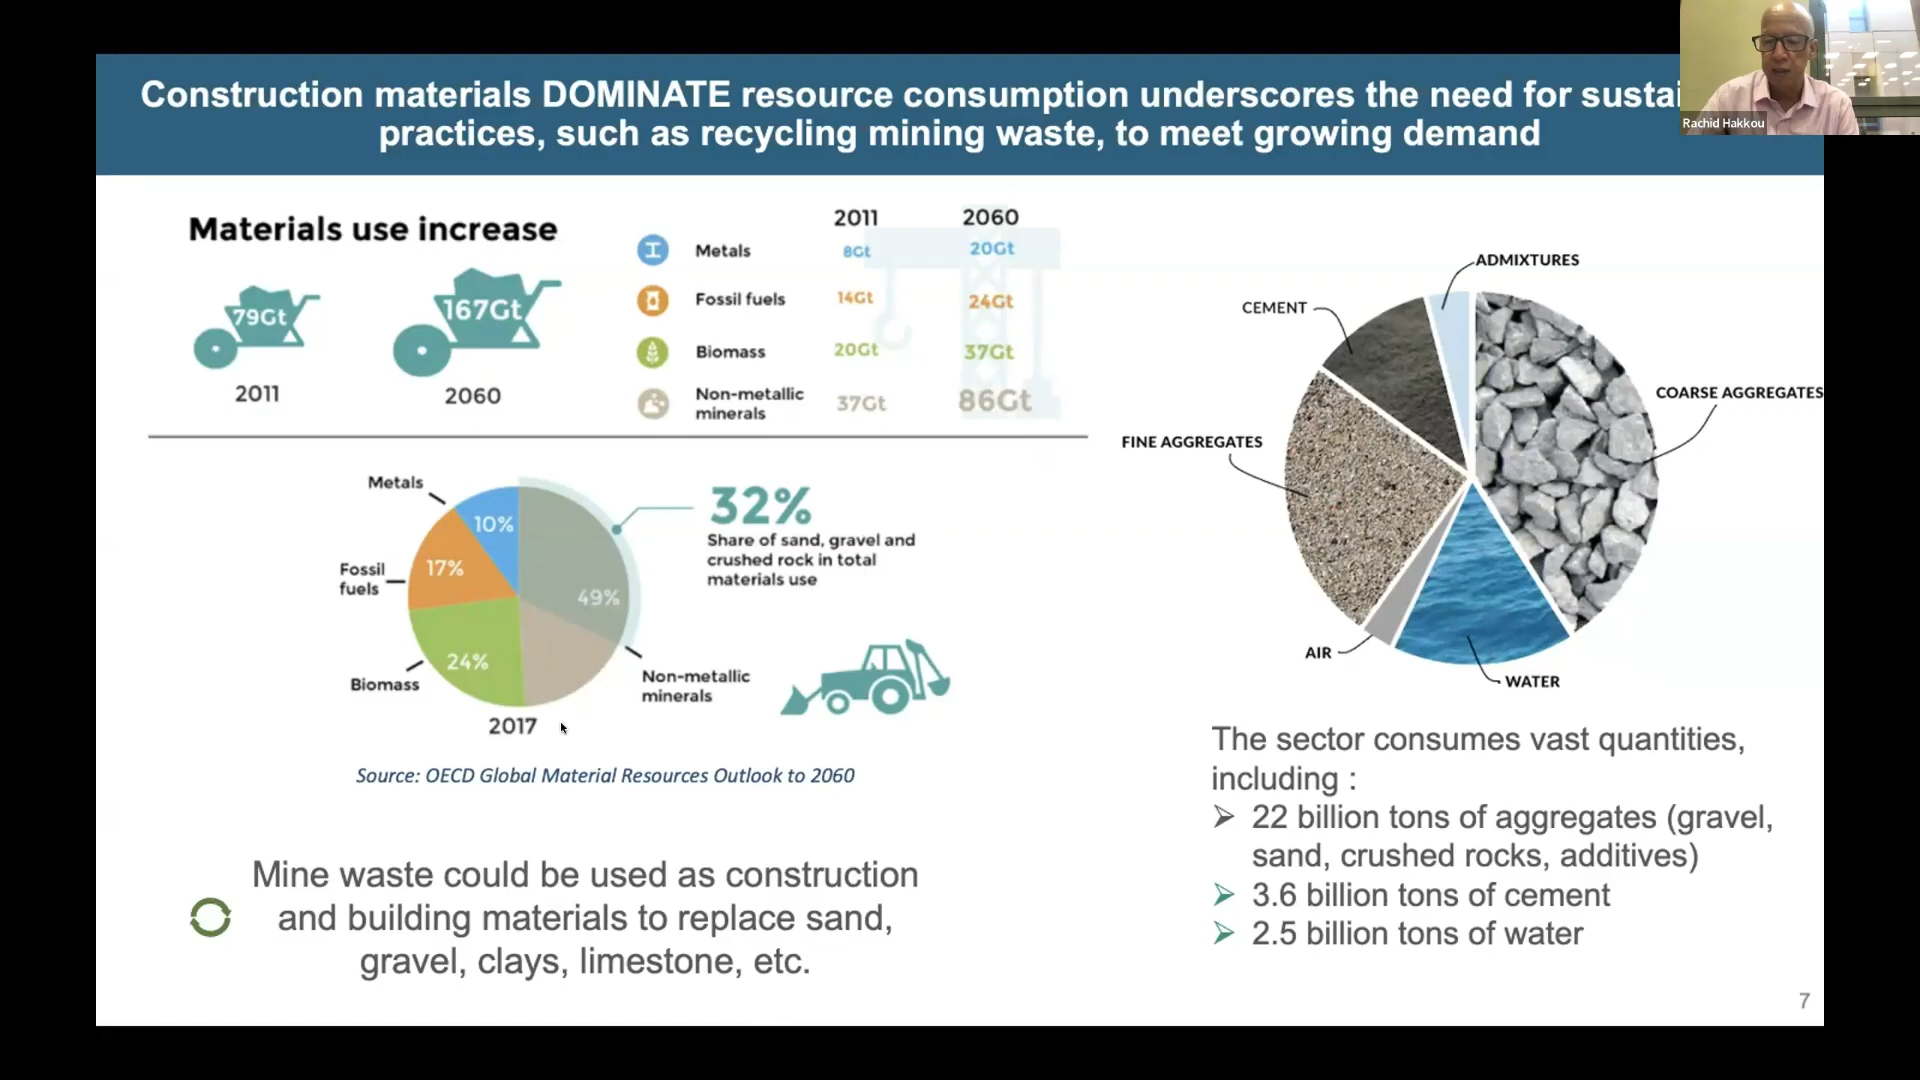 Construction materials DOMINATE resource consumption underscores the need for
practices, such as recycling mining waste, to meet growing demand
Rachid Hakkou
Materials use increase
79Gt
2011
167Gt
2060
2011 2060
Metals 8Gt 20Gt
Fossil fuels 14Gt 24Gt
Biomass 20Gt 37Gt
Non-metallic
minerals
37Gt 86Gt
Metals
10%
Fossil
fuels
17%
Biomass
24%
49%
Non-metallic
minerals
2017
32%
Share of sand, gravel and
crushed rock in total
materials use
Source: OECD Global Material Resources Outlook to 2060
Mine waste could be used as construction
and building materials to replace sand,
gravel, clays, limestone, etc.
ADMIXTURES
CEMENT
COARSE AGGREGATES
FINE AGGREGATES
AIR
WATER
The sector consumes vast quantities,
including :
➢ 22 billion tons of aggregates (gravel,
sand, crushed rocks, additives)
➢ 3.6 billion tons of cement
➢ 2.5 billion tons of water
7